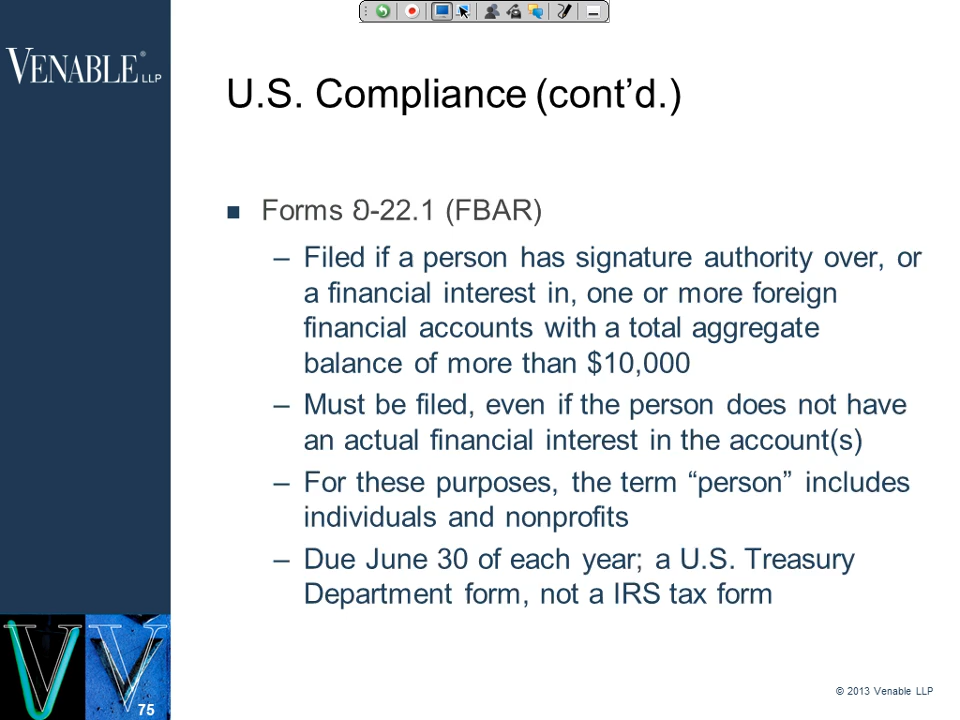 VENABLE® LLP
U.S. Compliance (cont’d.)
Forms Ʊ-22.1 (FBAR)
– Filed if a person has signature authority over, or
a financial interest in, one or more foreign
financial accounts with a total aggregate
balance of more than $10,000
– Must be filed, even if the person does not have
an actual financial interest in the account(s)
– For these purposes, the term “person” includes
individuals and nonprofits
– Due June 30 of each year; a U.S. Treasury
Department form, not a IRS tax form
75
© 2013 Venable LLP